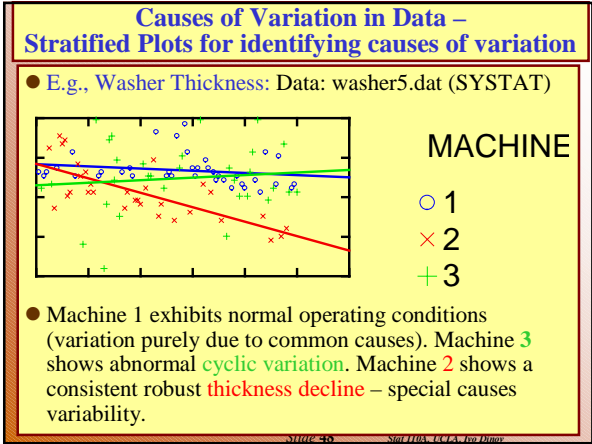 Causes of Variation in Data –
Stratified Plots for identifying causes of variation
E.g., Washer Thickness: Data: washer5.dat (SYSTAT)
MACHINE
1
2
3
Machine 1 exhibits normal operating conditions
(variation purely due to common causes). Machine 3
shows abnormal cyclic variation. Machine 2 shows a
consistent robust thickness decline – special causes
variability.
Slide 48 Stat 110A, UCLA, Ivo Dinov